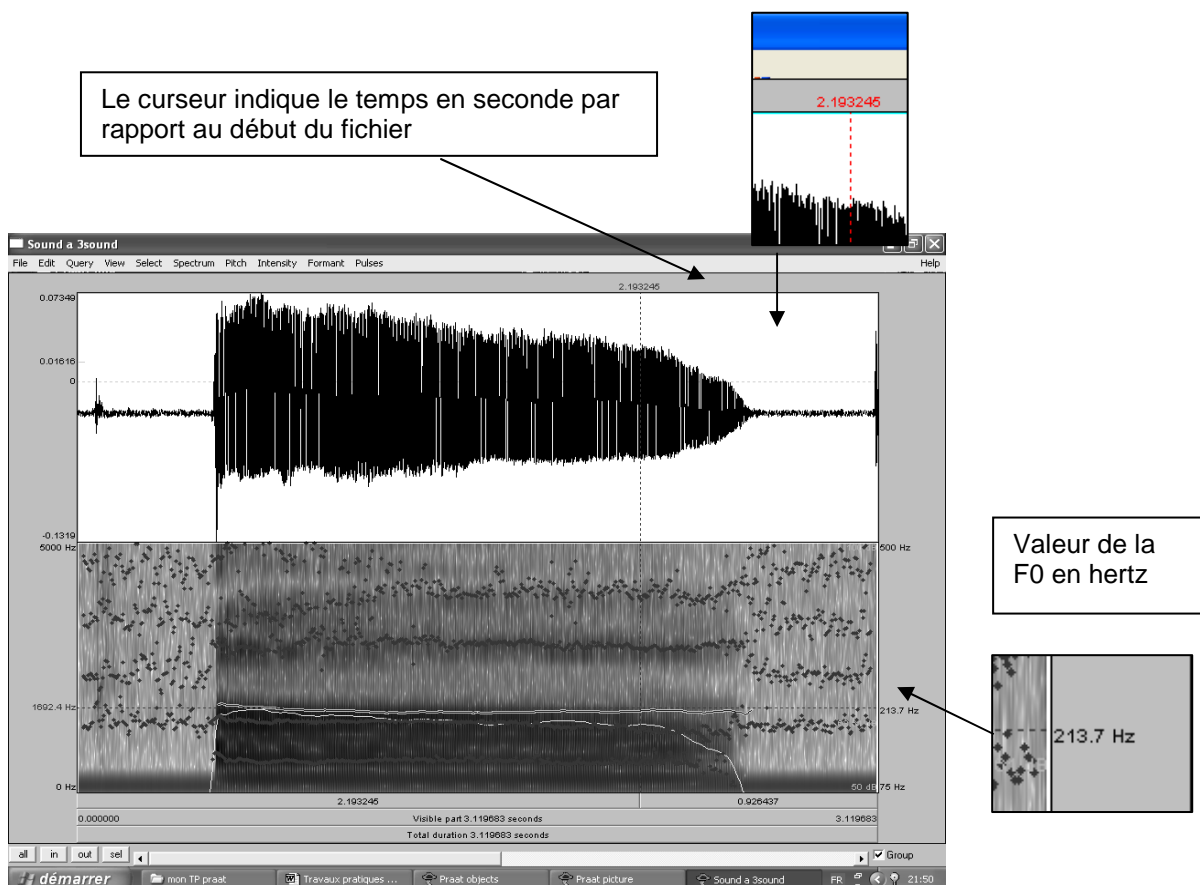 2.193245
Le curseur indique le temps en seconde par
rapport au début du fichier
Sound a 3sound
File Edit Query View Select Spectrum Pitch Intensity Formant Pulses Help
2.193245
0.07349
0.01616
0
-0.1319
5000 Hz
500 Hz
Valeur de la
F0 en hertz
1692.4 Hz
213.7 Hz
213.7 Hz
0 Hz
50 dB 75 Hz
2.193245 0.926437
0.000000 Visible part 3.119683 seconds 3.119683
Total duration 3.119683 seconds
all in out sel Group
démarrer mon TP praat Travaux pratiques ... Praat objects Praat picture Sound a 3sound FR 21:50